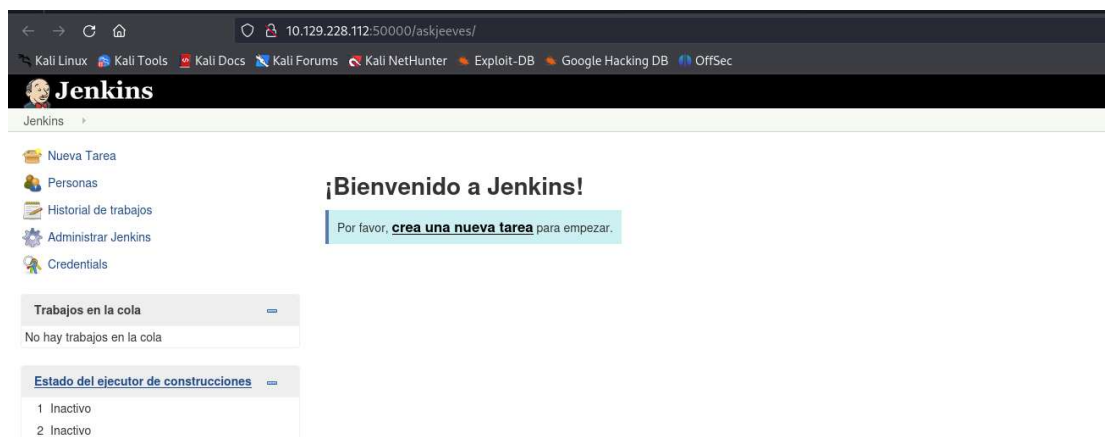 10.129.228.112:50000/askjeeves/
Kali Linux Kali Tools Kali Docs Kali Forums Kali NetHunter Exploit-DB Google Hacking DB OffSec
Jenkins
Jenkins
Nueva Tarea
Personas
Historial de trabajos
Administrar Jenkins
Credentials
¡Bienvenido a Jenkins!
Por favor, crea una nueva tarea para empezar.
Trabajos en la cola
No hay trabajos en la cola
Estado del ejecutor de construcciones
1 Inactivo
2 Inactivo